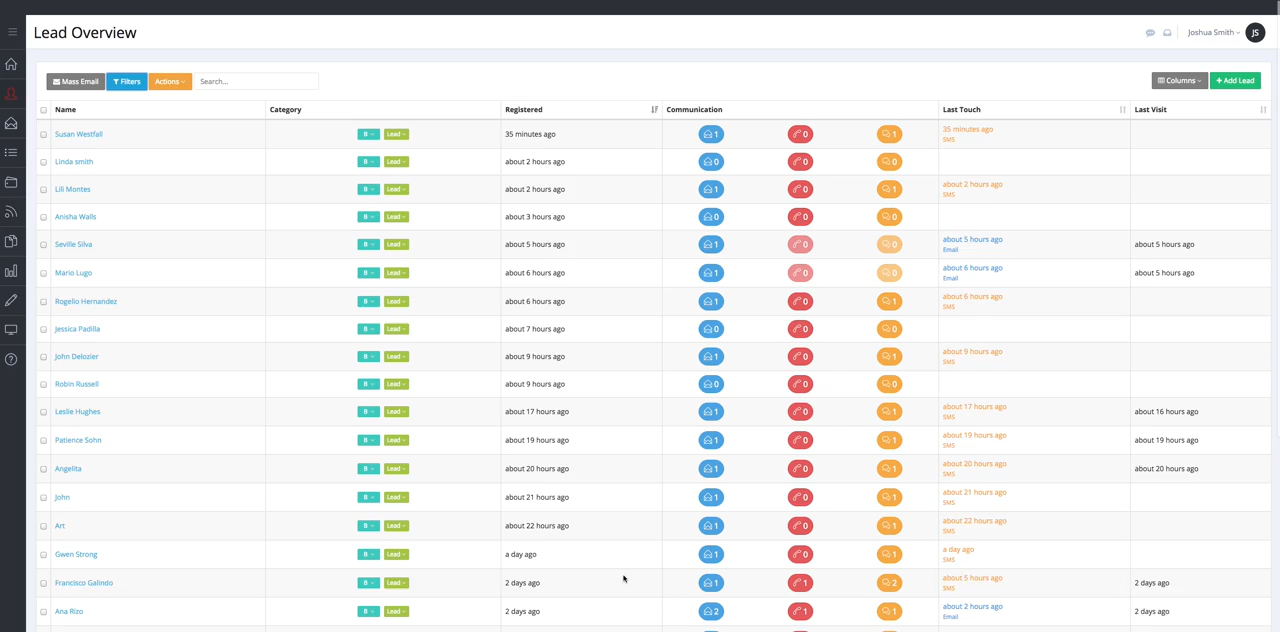 Lead Overview
Joshua Smith JS
Mass Email Filters Actions Search... Columns Add Lead
Name Category Registered Communication Last Touch Last Visit
Susan Westfall B Lead 35 minutes ago 1 0 1 35 minutes ago
SMS
Linda smith B Lead about 2 hours ago 0 0 0
Lili Montes B Lead about 2 hours ago 1 0 1 about 2 hours ago
SMS
Anisha Walls B Lead about 3 hours ago 0 0 0
Seville Silva B Lead about 5 hours ago 1 0 0 about 5 hours ago about 5 hours ago
Email
Mario Lugo B Lead about 6 hours ago 1 0 0 about 6 hours ago about 5 hours ago
Email
Rogelio Hernandez B Lead about 6 hours ago 1 0 1 about 6 hours ago
SMS
Jessica Padilla B Lead about 7 hours ago 0 0 0
John Delozier B Lead about 9 hours ago 1 0 1 about 9 hours ago
SMS
Robin Russell B Lead about 9 hours ago 0 0 0
Leslie Hughes B Lead about 17 hours ago 1 0 1 about 17 hours ago about 16 hours ago
SMS
Patience Sohn B Lead about 19 hours ago 1 0 1 about 19 hours ago about 19 hours ago
SMS
Angelita B Lead about 20 hours ago 1 0 1 about 20 hours ago about 20 hours ago
SMS
John B Lead about 21 hours ago 1 0 1 about 21 hours ago
SMS
Art B Lead about 22 hours ago 1 0 1 about 22 hours ago
SMS
Gwen Strong B Lead a day ago 1 0 1 a day ago
SMS
Francisco Galindo B Lead 2 days ago 1 1 2 about 5 hours ago 2 days ago
SMS
Ana Rizo B Lead 2 days ago 2 1 1 about 2 hours ago 2 days ago
Email